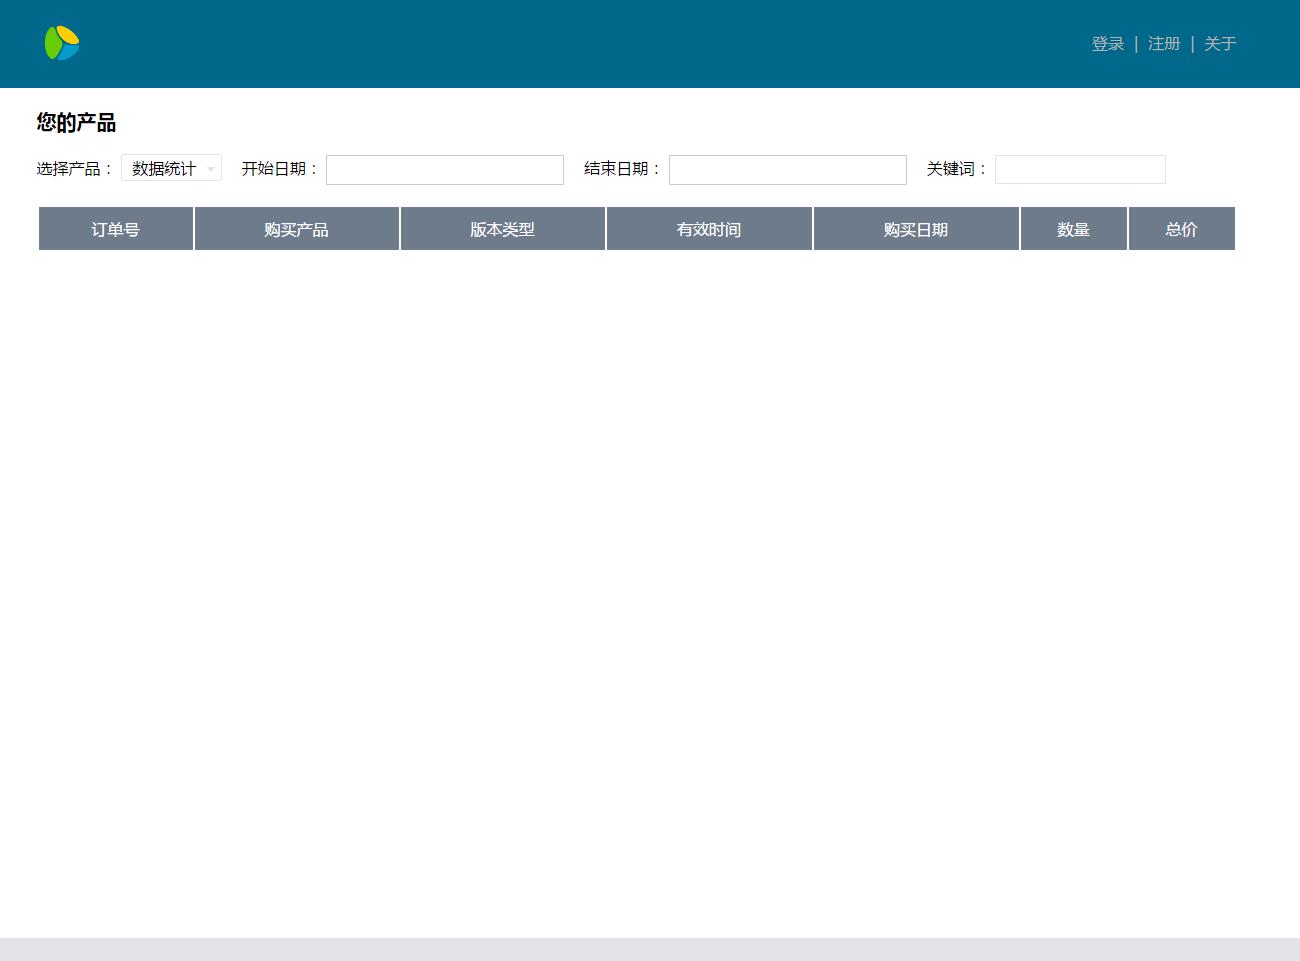 登录 | 注册 | 关于
您的产品
选择产品： 数据统计 开始日期： 结束日期： 关键词：
订单号 购买产品 版本类型 有效时间 购买日期 数量 总价